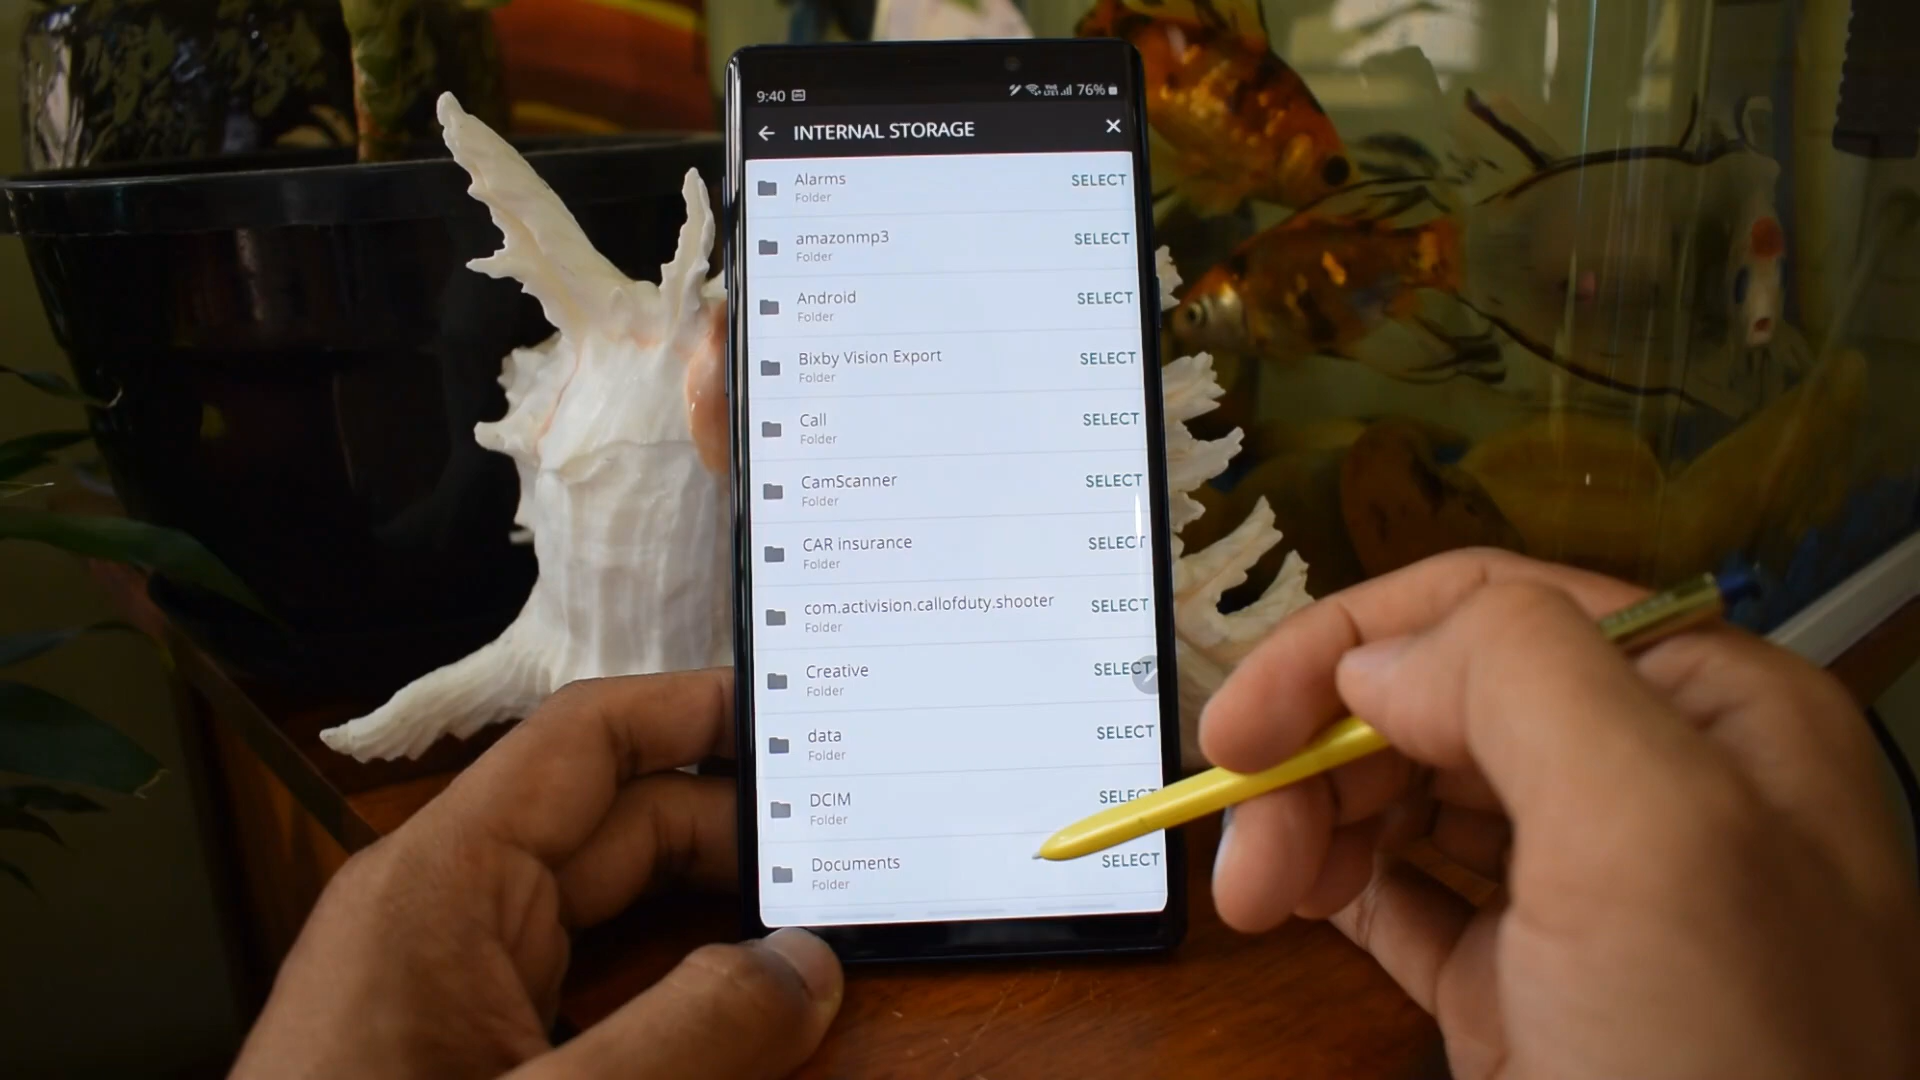 9:40 76%
INTERNAL STORAGE
Alarms SELECT
Folder
amazonmp3 SELECT
Folder
Android SELECT
Folder
Bixby Vision Export SELECT
Folder
Call SELECT
Folder
CamScanner SELECT
Folder
CAR insurance SELECT
Folder
com.activision.callofduty.shooter SELECT
Folder
Creative SELECT
Folder
data SELECT
Folder
DCIM SELECT
Folder
Documents SELECT
Folder